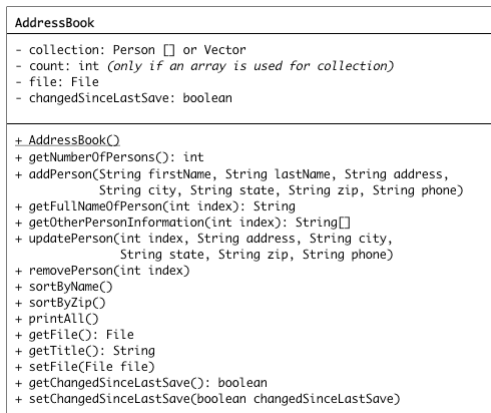 AddressBook
- collection: Person [] or Vector
- count: int (only if an array is used for collection)
- file: File
- changedSinceLastSave: boolean
+ AddressBook()
+ getNumberOfPersons(): int
+ addPerson(String firstName, String lastName, String address,
String city, String state, String zip, String phone)
+ getFullNameOfPerson(int index): String
+ getOtherPersonInformation(int index): String[]
+ updatePerson(int index, String address, String city,
String state, String zip, String phone)
+ removePerson(int index)
+ sortByName()
+ sortByZip()
+ printAll()
+ getFile(): File
+ getTitle(): String
+ setFile(File file)
+ getChangedSinceLastSave(): boolean
+ setChangedSinceLastSave(boolean changedSinceLastSave)